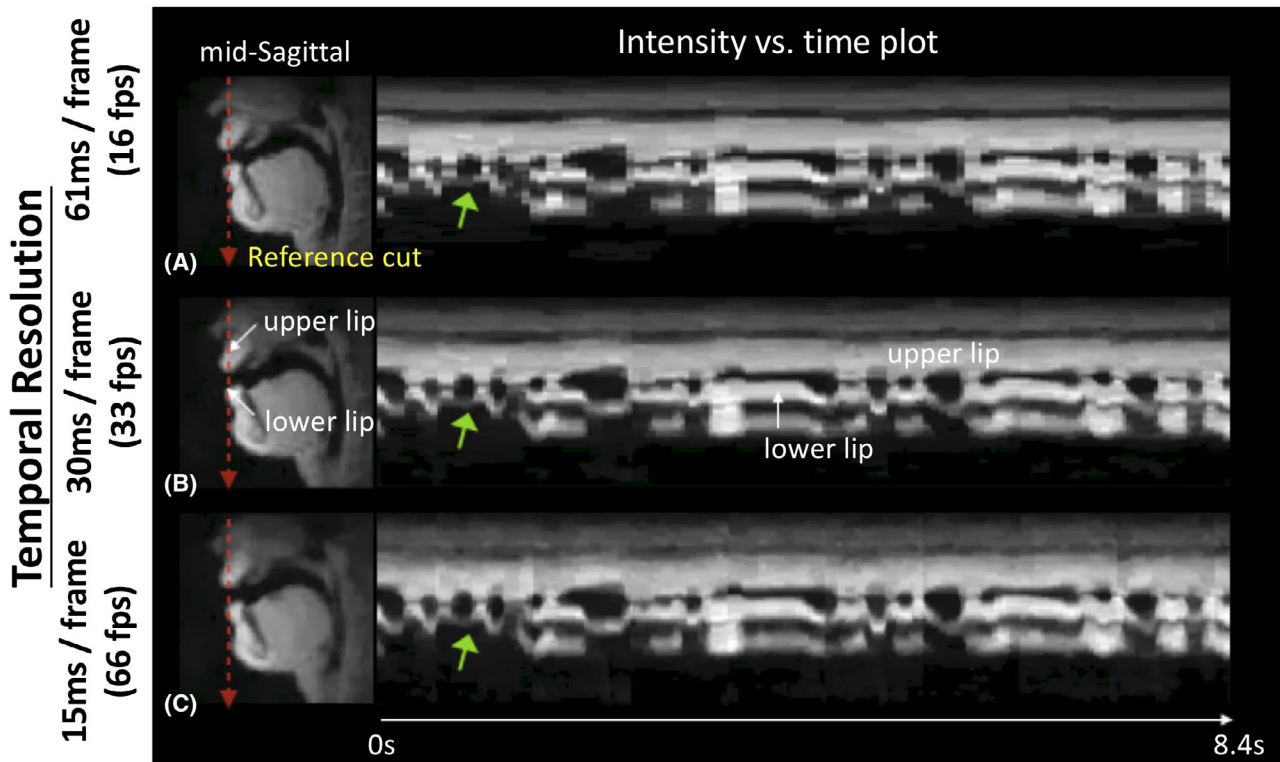 Temporal Resolution
61ms / frame
(16 fps)
30ms / frame
(33 fps)
15ms / frame
(66 fps)
mid-Sagittal
Intensity vs. time plot
(A)
Reference cut
upper lip
lower lip
upper lip
lower lip
(B)
(C)
0s
8.4s